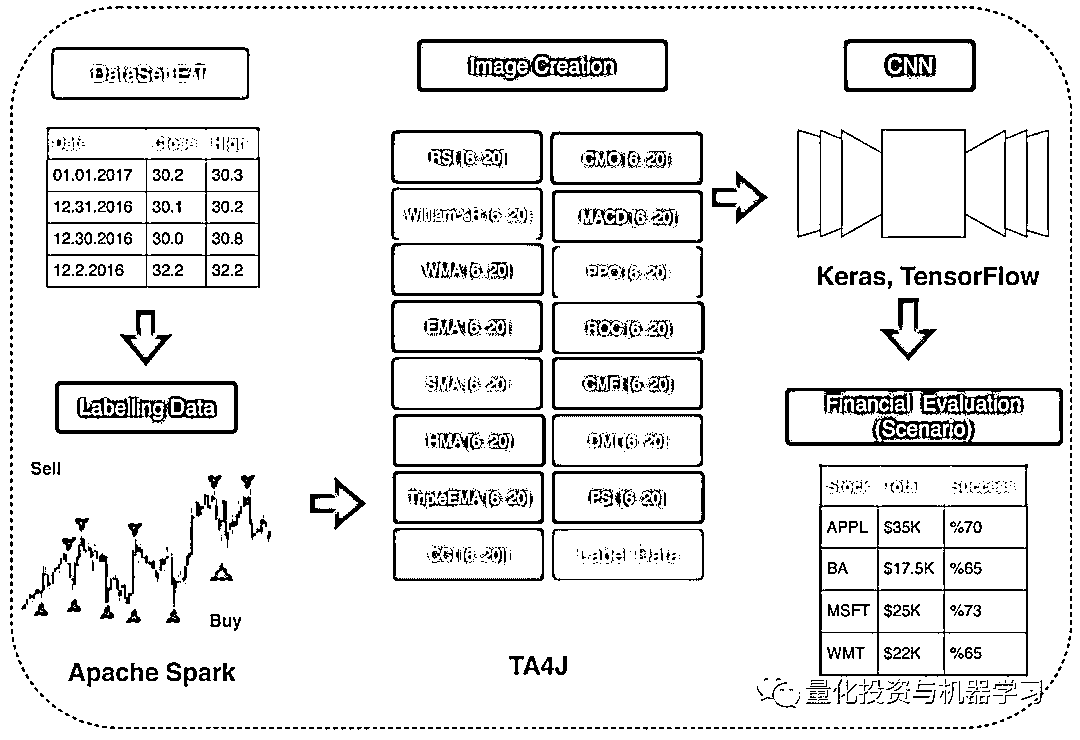 DataSet ETF
Date Close High
01.01.2017 30.2 30.3
12.31.2016 30.1 30.2
12.30.2016 30.0 30.8
12.2.2016 32.2 32.2
Labelling Data
Sell
Buy
Apache Spark
Image Creation
RSI [6-20] CMO [6-20]
[6-20] MACD [6-20]
WMA [6-20] PPO [6-20]
EMA [6-20] ROC [6-20]
SMA [6-20] CMFI [6-20]
HMA [6-20] DMI [6-20]
TripleEMA [6-20] [6-20]
CCI [6-20] Label Data
TA4J
CNN
Keras, TensorFlow
Financial Evaluation
(Scenario)
Stock Total Success
APPL $35K %70
BA $17.5K %65
MSFT $25K %73
WMT $22K %65
量化投资与机器学习